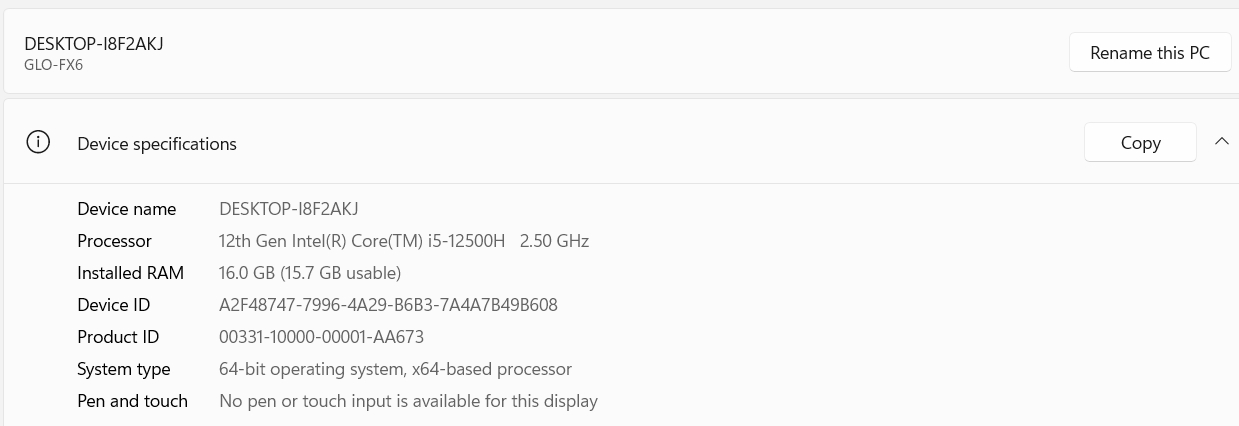 DESKTOP-I8F2AKJ
GLO-FX6
Rename this PC
Device specifications
Copy
Device name DESKTOP-I8F2AKJ
Processor 12th Gen Intel(R) Core(TM) i5-12500H 2.50 GHz
Installed RAM 16.0 GB (15.7 GB usable)
Device ID A2F48747-7996-4A29-B6B3-7A4A7B49B608
Product ID 00331-10000-00001-AA673
System type 64-bit operating system, x64-based processor
Pen and touch No pen or touch input is available for this display